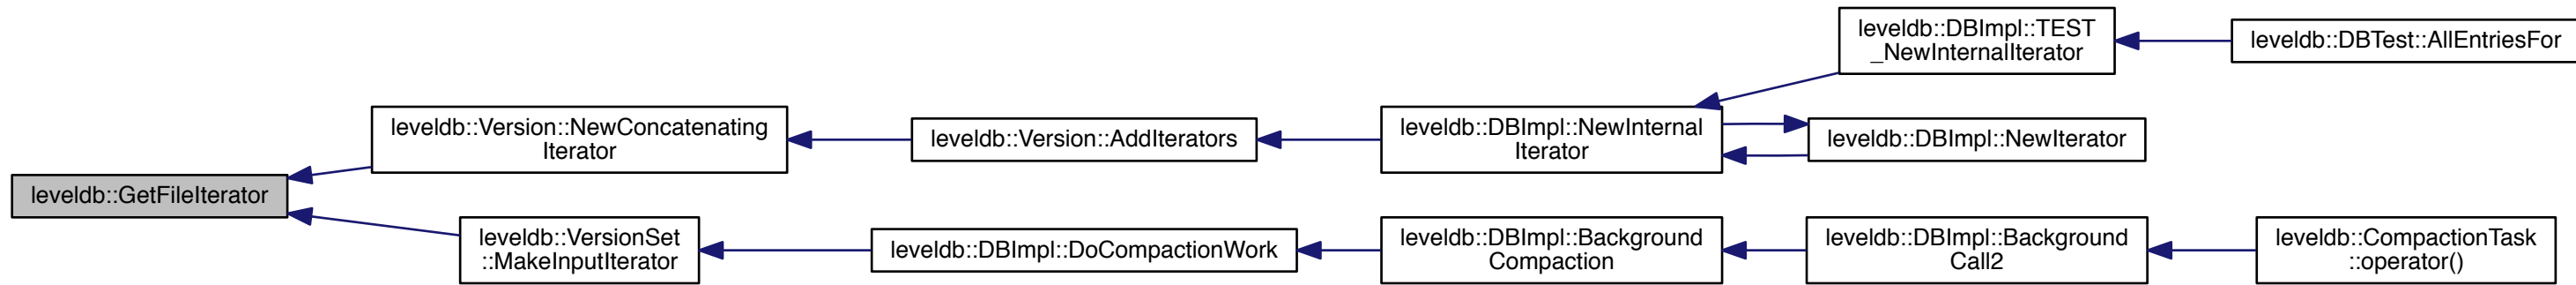 leveldb::GetFileIterator
leveldb::Version::NewConcatenating
Iterator
leveldb::Version::AddIterators
leveldb::DBImpl::NewInternal
Iterator
leveldb::DBImpl::TEST
_NewInternalIterator
leveldb::DBTest::AllEntriesFor
leveldb::DBImpl::NewIterator
leveldb::VersionSet
::MakeInputIterator
leveldb::DBImpl::DoCompactionWork
leveldb::DBImpl::Background
Compaction
leveldb::DBImpl::Background
Call2
leveldb::CompactionTask
::operator()